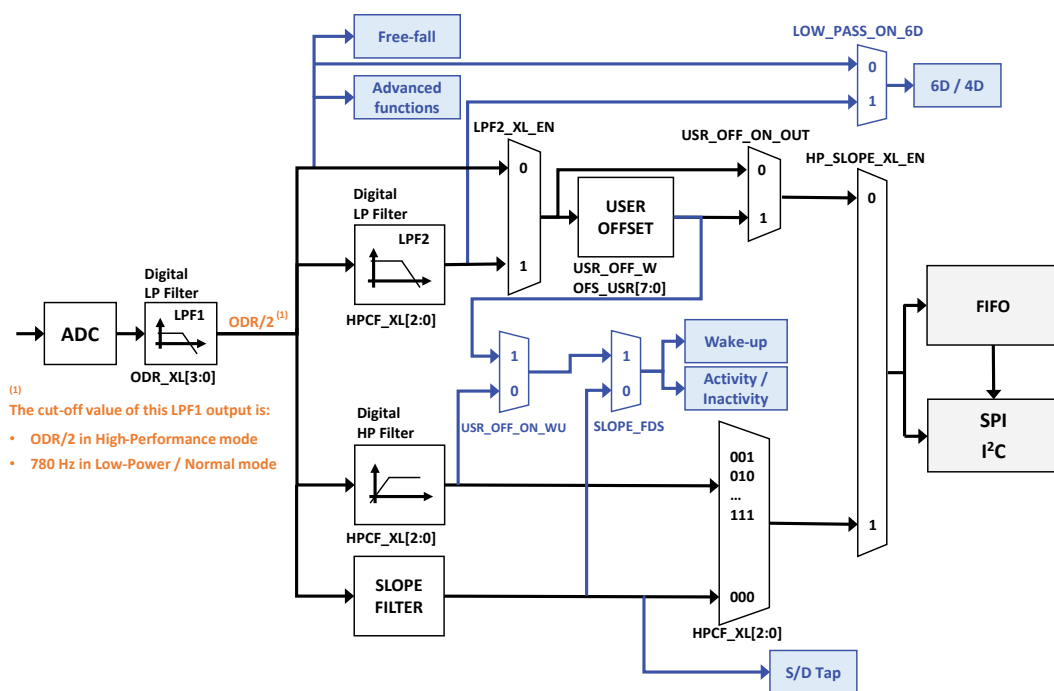 Free-fall
LOW_PASS_ON_6D
0
1
6D / 4D
Advanced
functions
LPF2_XL_EN
0
1
USR_OFF_ON_OUT
0
1
HP_SLOPE_XL_EN
0
1
Digital
LP Filter
LPF2
HPCF_XL[2:0]
USER
OFFSET
USR_OFF_W
OFS_USR[7:0]
Digital
LP Filter
LPF1
ADC
ODR_XL[3:0]
ODR/2 (1)
FIFO
SPI
I²C
(1)
The cut-off value of this LPF1 output is:
• ODR/2 in High-Performance mode
• 780 Hz in Low-Power / Normal mode
1
0
USR_OFF_ON_WU
1
0
SLOPE_FDS
Wake-up
Activity /
Inactivity
Digital
HP Filter
HPCF_XL[2:0]
001
010
...
111
000
HPCF_XL[2:0]
SLOPE
FILTER
S/D Tap